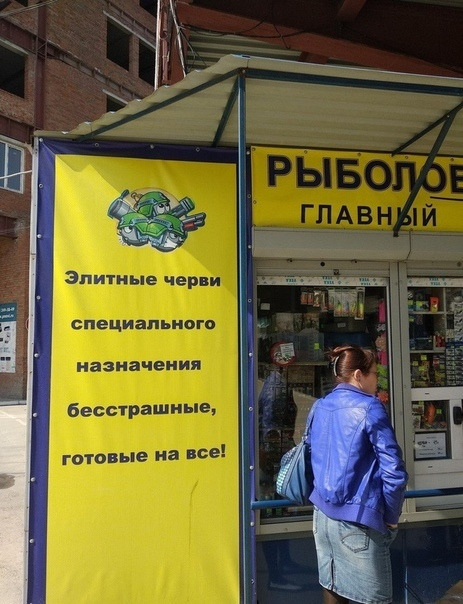 Элитные черви
специального
назначения
бесстрашные,
готовые на все!
РЫБОЛОВ
ГЛАВНЫЙ